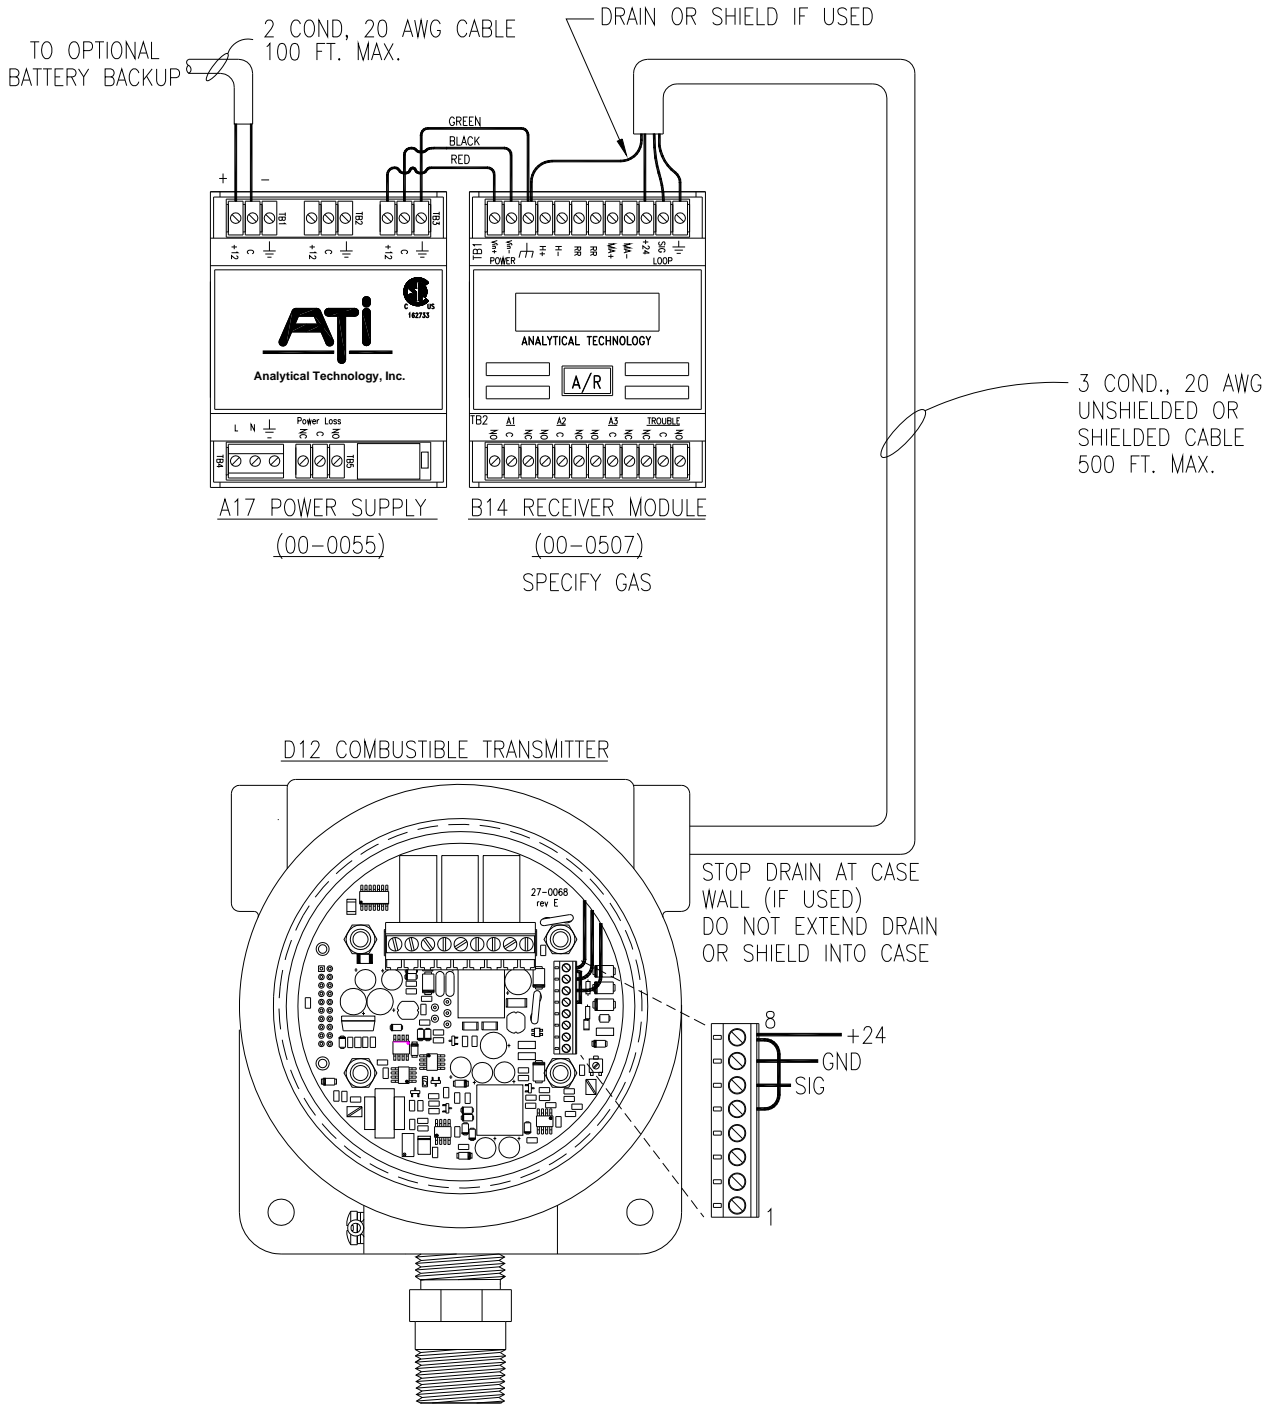 DRAIN OR SHIELD IF USED
2 COND, 20 AWG CABLE
100 FT. MAX.
TO OPTIONAL
BATTERY BACKUP
GREEN
BLACK
RED
+ -
TB1
TB2
TB3
+12 C
+12 C
+12 C
C US
162733
ATi
Analytical Technology, Inc.
L N
Power Loss
NC C NO
TB4
TB5
A17 POWER SUPPLY
(00-0055)
TB1
Vin+ Vin- H+ H- RR RR MA+ MA- +24 SIG
POWER
LOOP
ANALYTICAL TECHNOLOGY
A/R
TB2 A1 A2 A3 TROUBLE
NO C NC NO C NC NO C NC NC C NO
B14 RECEIVER MODULE
(00-0507)
SPECIFY GAS
3 COND., 20 AWG
UNSHIELDED OR
SHIELDED CABLE
500 FT. MAX.
D12 COMBUSTIBLE TRANSMITTER
27-0068
rev E
STOP DRAIN AT CASE
WALL (IF USED)
DO NOT EXTEND DRAIN
OR SHIELD INTO CASE
8
+24
GND
SIG
1